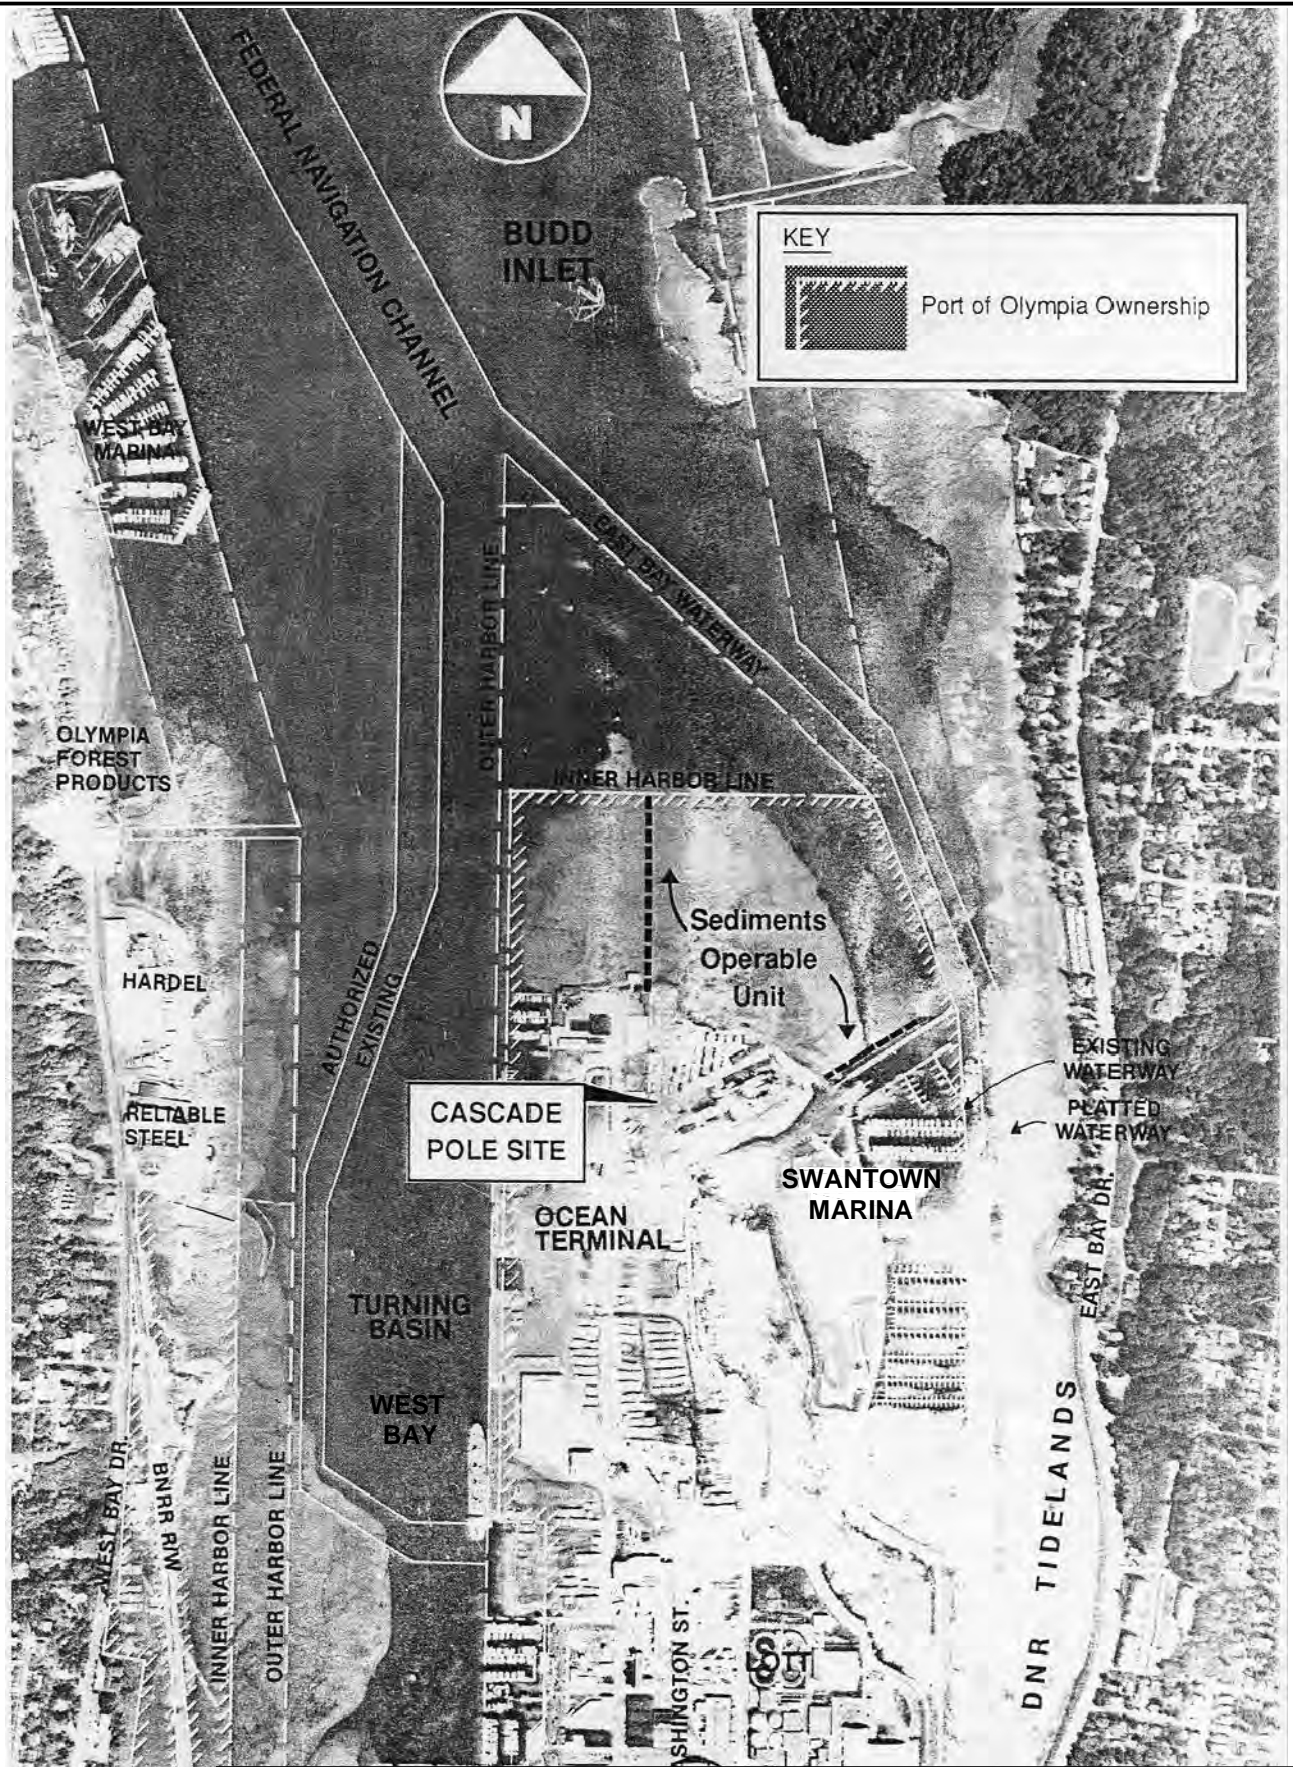 FEDERAL NAVIGATION CHANNEL
N
BUDD
INLET
KEY
Port of Olympia Ownership
WEST BAY
MARINA
EAST BAY WATERWAY
OUTER HARBOR LINE
OLYMPIA
FOREST
PRODUCTS
INNER HARBOR LINE
Sediments
Operable
Unit
HARDEL
AUTHORIZED
EXISTING
EXISTING
WATERWAY
PLATTED
WATERWAY
RELIABLE
STEEL
CASCADE
POLE SITE
SWANTOWN
MARINA
OCEAN
TERMINAL
EAST BAY DR.
TURNING
BASIN
WEST
BAY
WEST BAY DR.
BNRR R/W
INNER HARBOR LINE
OUTER HARBOR LINE
DNR TIDELANDS
ASHINGTON ST.
LOTT